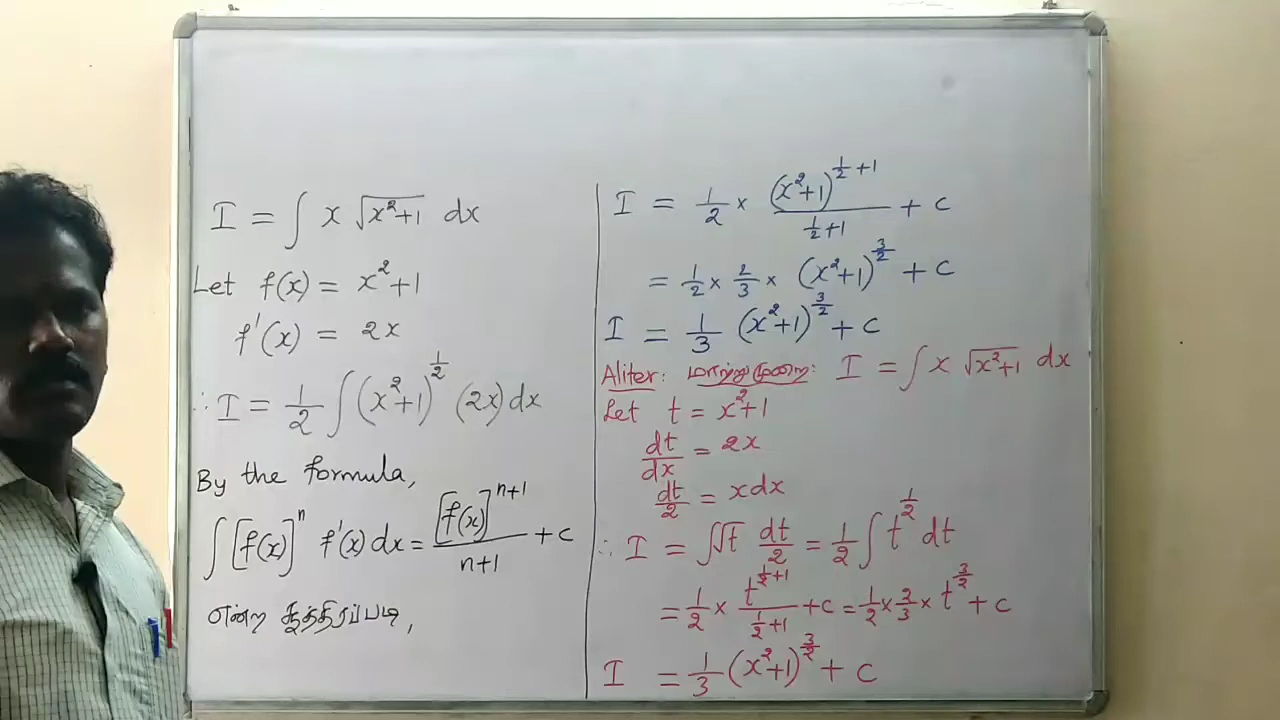 I = ∫ x √(x²+1) dx
Let f(x) = x²+1
f'(x) = 2x
∴ I = 1/2 ∫ (x²+1)^(1/2) (2x) dx
By the formula,
∫ [f(x)]^n f'(x) dx = [f(x)]^(n+1) / (n+1) + c
என்ற சூத்திரப்படி,
I = 1/2 × (x²+1)^(1/2+1) / (1/2+1) + c
= 1/2 × 2/3 × (x²+1)^(3/2) + c
I = 1/3 (x²+1)^(3/2) + c
Aliter: மாற்றுமுறை: I = ∫ x √(x²+1) dx
Let t = x²+1
dt/dx = 2x
dt/2 = x dx
∴ I = ∫ √t dt/2 = 1/2 ∫ t^(1/2) dt
= 1/2 × t^(1/2+1) / (1/2+1) + c = 1/2 × 2/3 × t^(3/2) + c
I = 1/3 (x²+1)^(3/2) + c